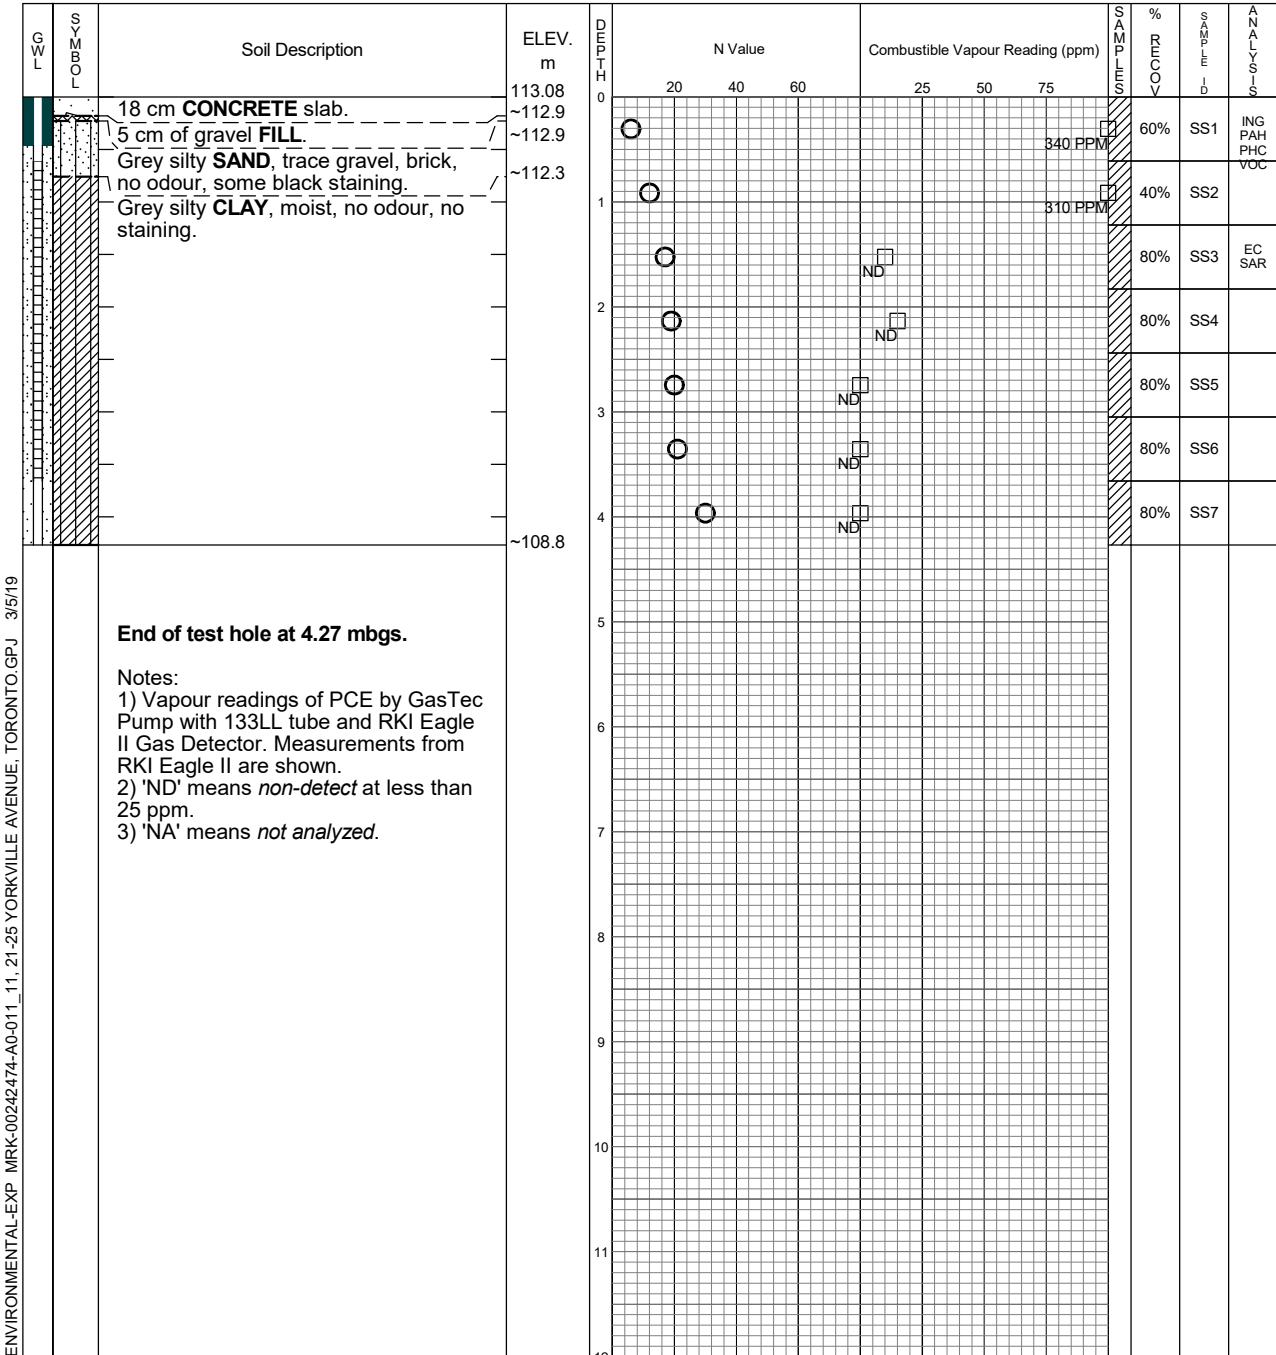 GWL
SYMBOL
Soil Description
ELEV.
m
DEPTH
N Value
Combustible Vapour Reading (ppm)
SAMPLES
% RECOV
SAMPLE ID
ANALYSIS
20 40 60
25 50 75
113.08
0
18 cm CONCRETE slab.
~112.9
5 cm of gravel FILL.
~112.9
Grey silty SAND, trace gravel, brick,
no odour, some black staining.
~112.3
Grey silty CLAY, moist, no odour, no
staining.
340 PPM
60% SS1
ING
PAH
PHC
VOC
1
310 PPM
40% SS2
ND
80% SS3
EC
SAR
2
ND
80% SS4
ND
80% SS5
3
ND
80% SS6
4
ND
80% SS7
~108.8
5
End of test hole at 4.27 mbgs.
Notes:
1) Vapour readings of PCE by GasTec
Pump with 133LL tube and RKI Eagle
II Gas Detector. Measurements from
RKI Eagle II are shown.
2) 'ND' means non-detect at less than
25 ppm.
3) 'NA' means not analyzed.
6
7
8
9
10
11
ENVIRONMENTAL-EXP MRK-00242474-A0-011_11, 21-25 YORKVILLE AVENUE, TORONTO.GPJ 3/5/19